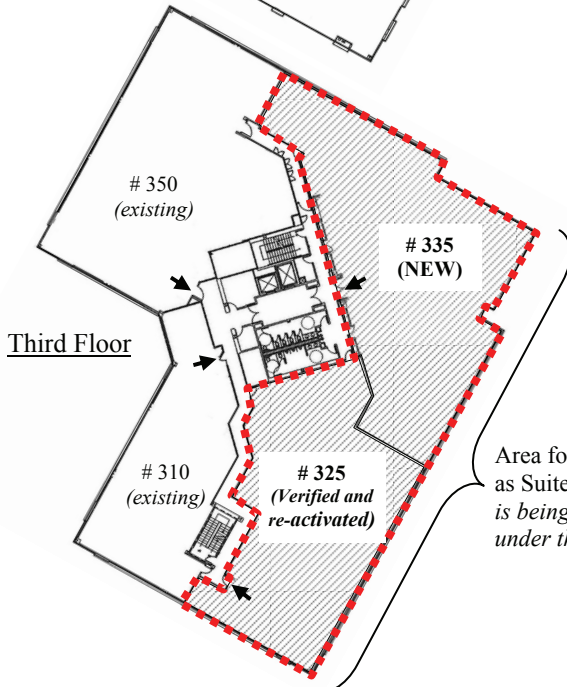 # 350
(existing)
# 335
(NEW)
Third Floor
# 310
(existing)
# 325
(Verified and
re-activated)
Area fo
as Suite
is being
under th